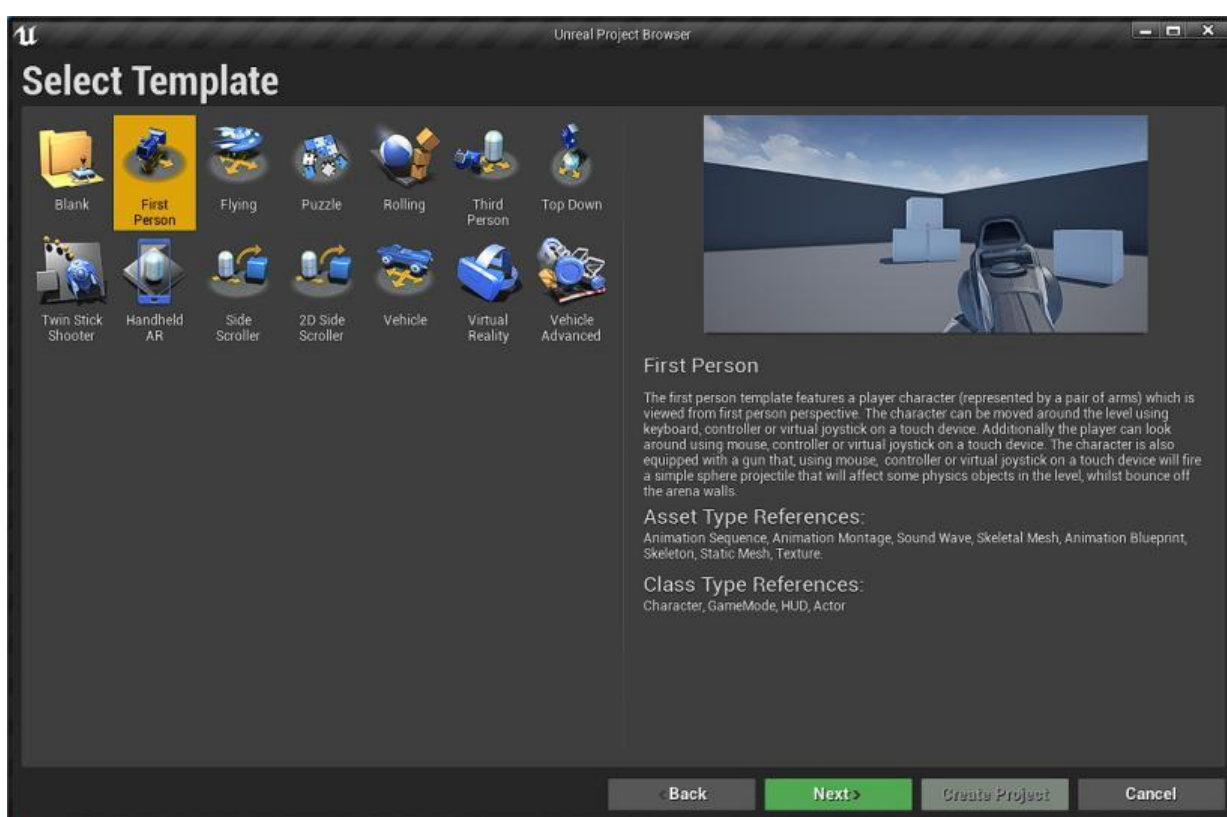 Unreal Project Browser
Select Template
Blank
First
Person
Flying
Puzzle
Rolling
Third
Person
Top Down
Twin Stick
Shooter
Handheld
AR
Side
Scroller
2D Side
Scroller
Vehicle
Virtual
Reality
Vehicle
Advanced
First Person
The first person template features a player character (represented by a pair of arms) which is
viewed from first person perspective. The character can be moved around the level using
keyboard, controller or virtual joystick on a touch device. Additionally the player can look
around using mouse, controller or virtual joystick on a touch device. The character is also
equipped with a gun that, using mouse, controller or virtual joystick on a touch device will fire
a simple sphere projectile that will affect some physics objects in the level, whilst bounce off
the arena walls.
Asset Type References:
Animation Sequence, Animation Montage, Sound Wave, Skeletal Mesh, Animation Blueprint,
Skeleton, Static Mesh, Texture.
Class Type References:
Character, GameMode, HUD, Actor
< Back
Next >
Create Project
Cancel